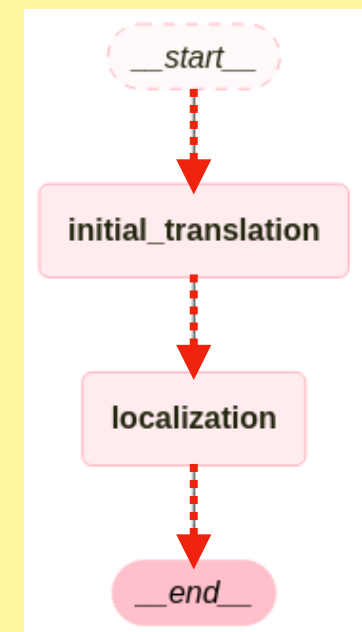 __start__
initial_translation
localization
__end__